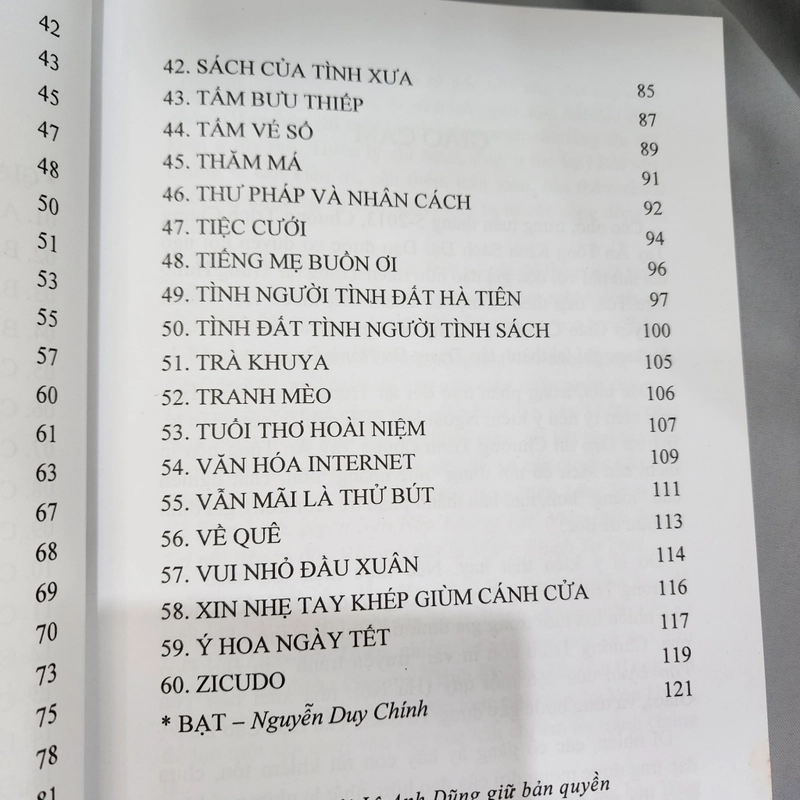 42
43
45
47
48
50
51
53
55
57
60
61
63
67
68
69
70
73
75
78
81
42. SÁCH CỦA TÌNH XƯA 85
43. TẤM BƯU THIẾP 87
44. TẤM VÉ SỐ 89
45. THĂM MÁ 91
46. THƯ PHÁP VÀ NHÂN CÁCH 92
47. TIỆC CƯỚI 94
48. TIẾNG MẸ BUỒN ƠI 96
49. TÌNH NGƯỜI TÌNH ĐẤT HÀ TIÊN 97
50. TÌNH ĐẤT TÌNH NGƯỜI TÌNH SÁCH 100
51. TRÀ KHUYA 105
52. TRANH MÈO 106
53. TUỔI THƠ HOÀI NIỆM 107
54. VĂN HÓA INTERNET 109
55. VẪN MÃI LÀ THỬ BÚT 111
56. VỀ QUÊ 113
57. VUI NHỎ ĐẦU XUÂN 114
58. XIN NHẸ TAY KHÉP GIÙM CÁNH CỬA 116
59. Ý HOA NGÀY TẾT 117
60. ZICUDO 119
* BẠT – Nguyễn Duy Chính 121
Lê Anh Dũng giữ bản quyền